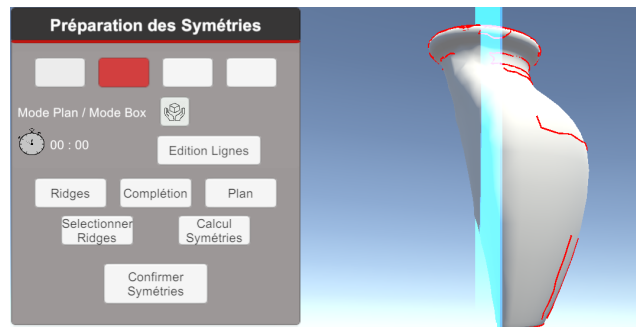 Préparation des Symétries
Mode Plan / Mode Box
00 : 00
Edition Lignes
Ridges
Complétion
Plan
Selectionner
Ridges
Calcul
Symétries
Confirmer
Symétries